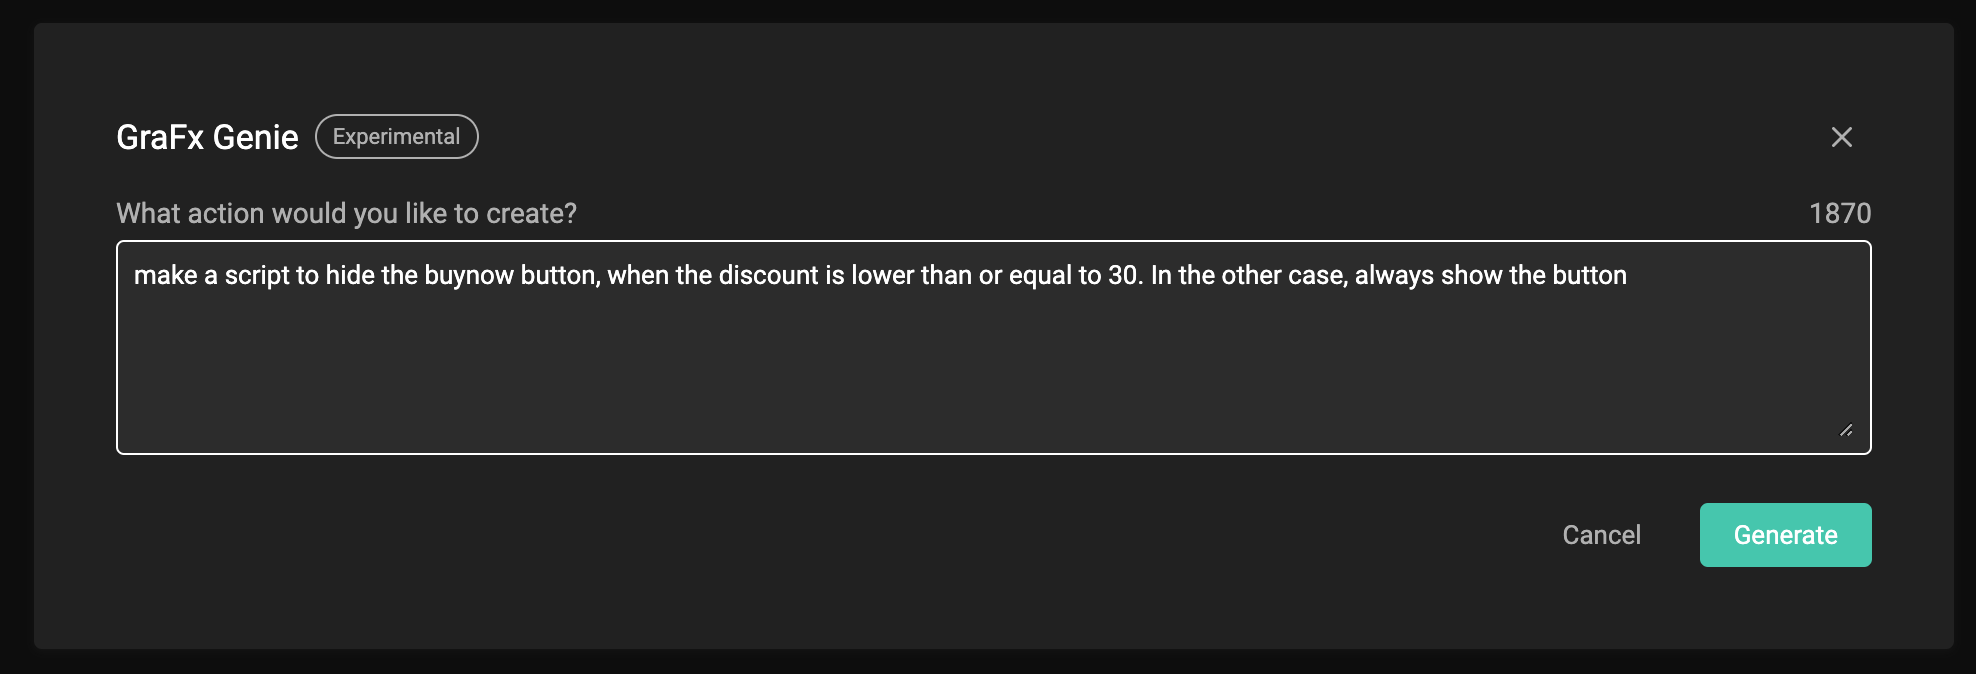 GraFx Genie Experimental
What action would you like to create? 1870
make a script to hide the buynow button, when the discount is lower than or equal to 30. In the other case, always show the button
Cancel Generate